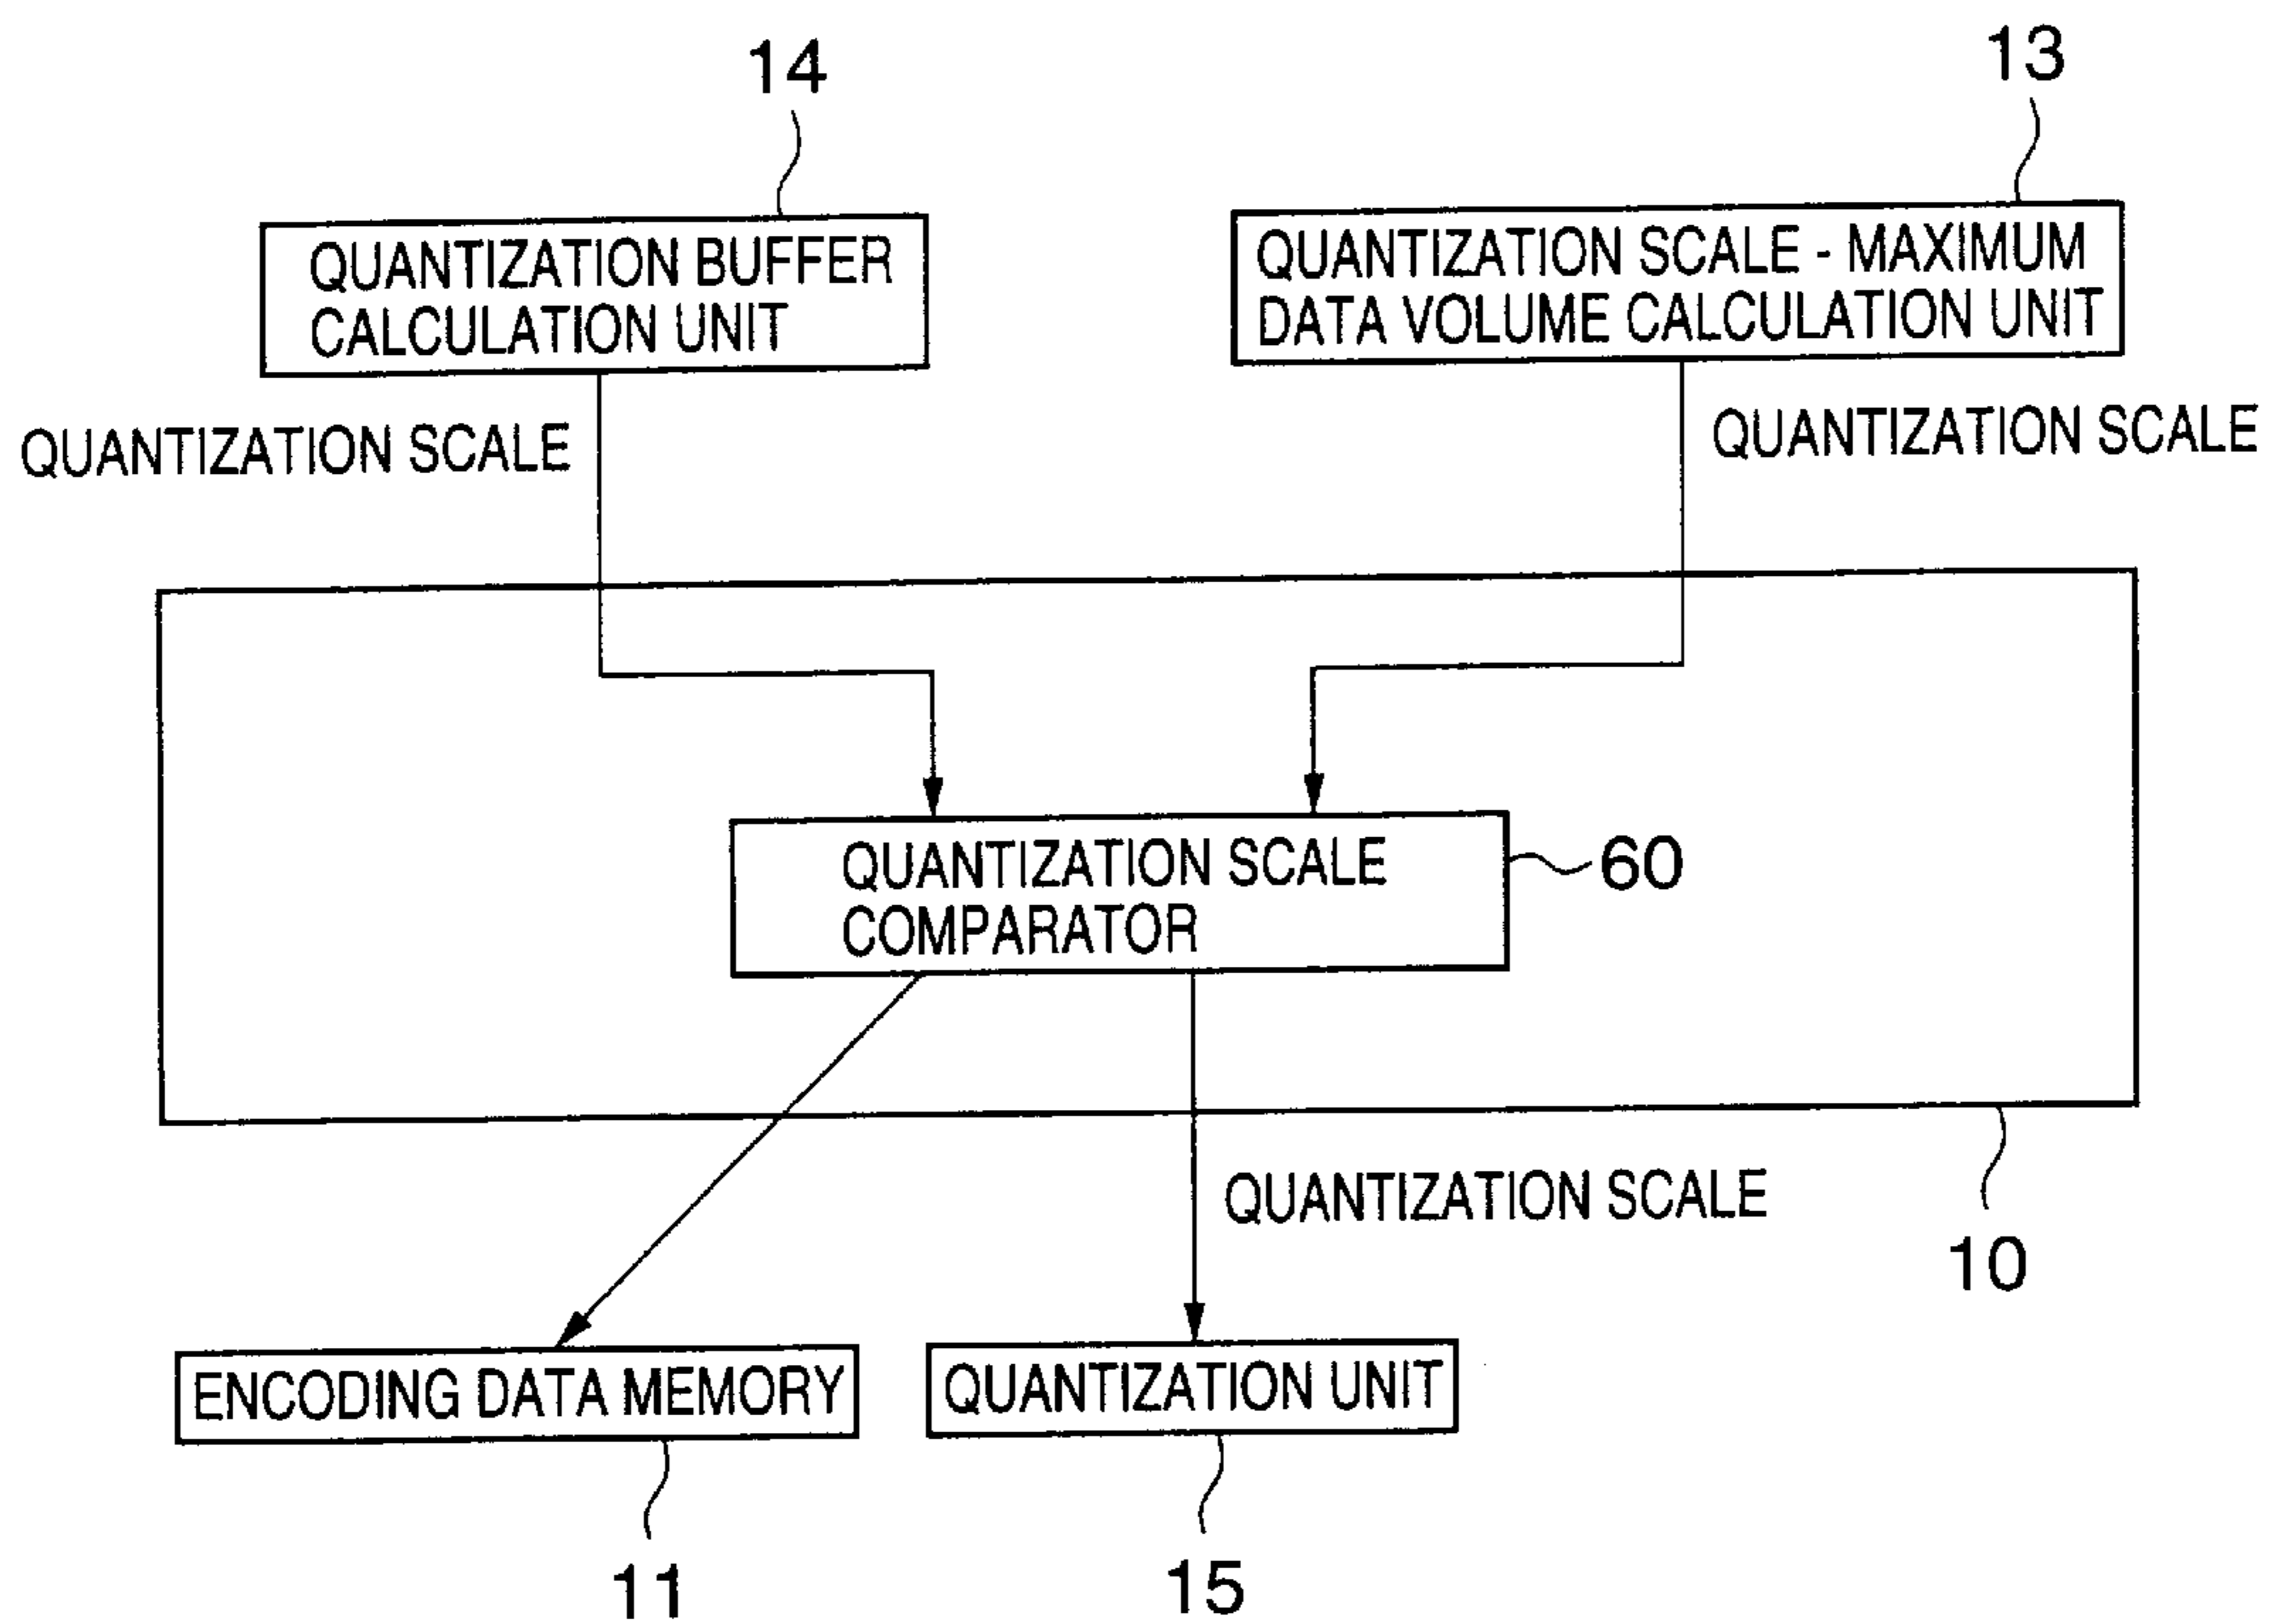 14
13
QUANTIZATION BUFFER
CALCULATION UNIT
QUANTIZATION SCALE - MAXIMUM
DATA VOLUME CALCULATION UNIT
QUANTIZATION SCALE
QUANTIZATION SCALE
QUANTIZATION SCALE
COMPARATOR
60
QUANTIZATION SCALE
10
ENCODING DATA MEMORY
QUANTIZATION UNIT
11
15